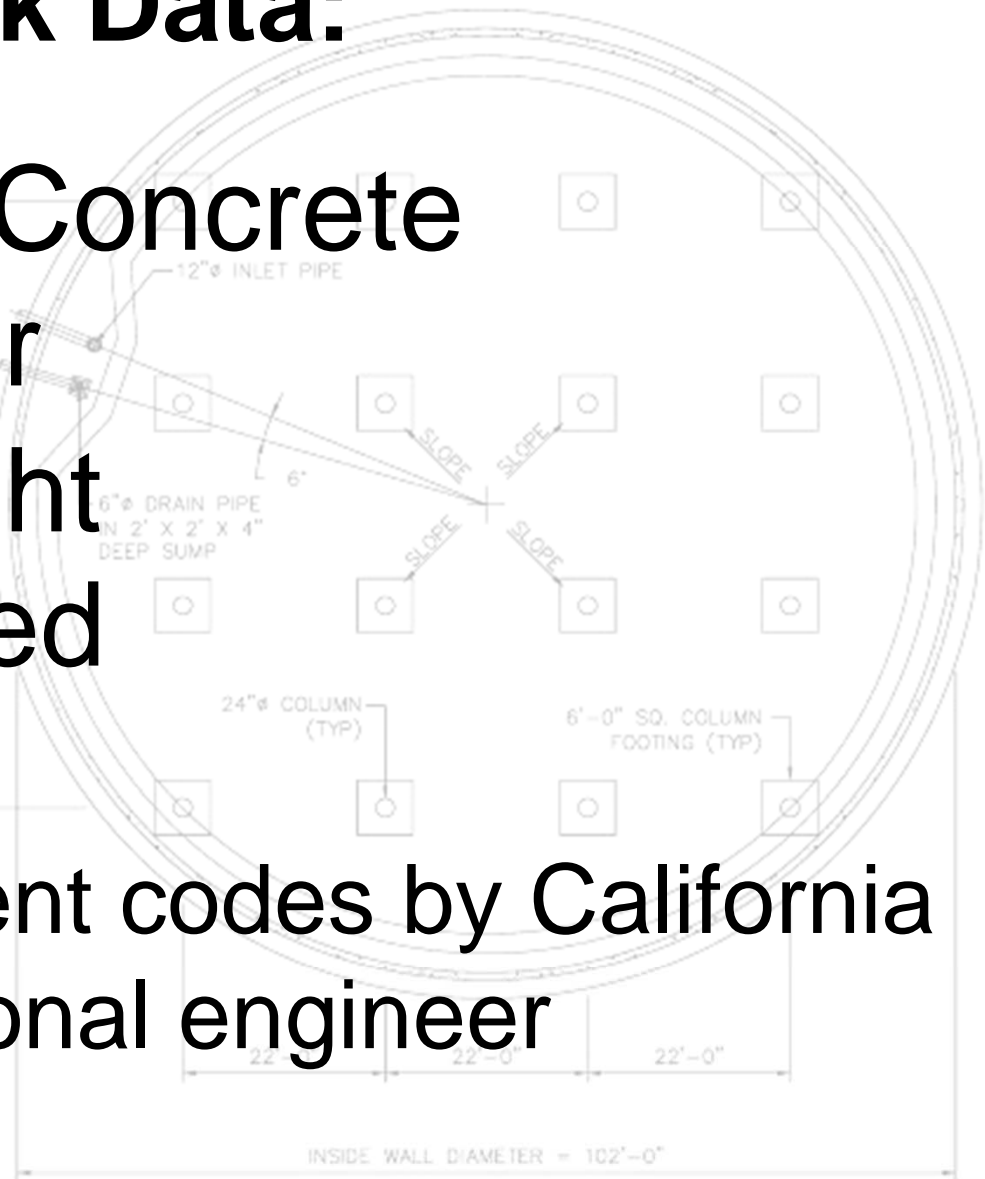 k Data:
Concrete
12"ø INLET PIPE
r
SLOPE
SLOPE
ht
6"
6"ø DRAIN PIPE
IN 2' X 2' X 4"
DEEP SUMP
SLOPE
SLOPE
ed
24"ø COLUMN
(TYP)
6'-0" SQ. COLUMN
FOOTING (TYP)
ent codes by California
onal engineer
22'-0"
22'-0"
22'-0"
INSIDE WALL DIAMETER = 102'-0"